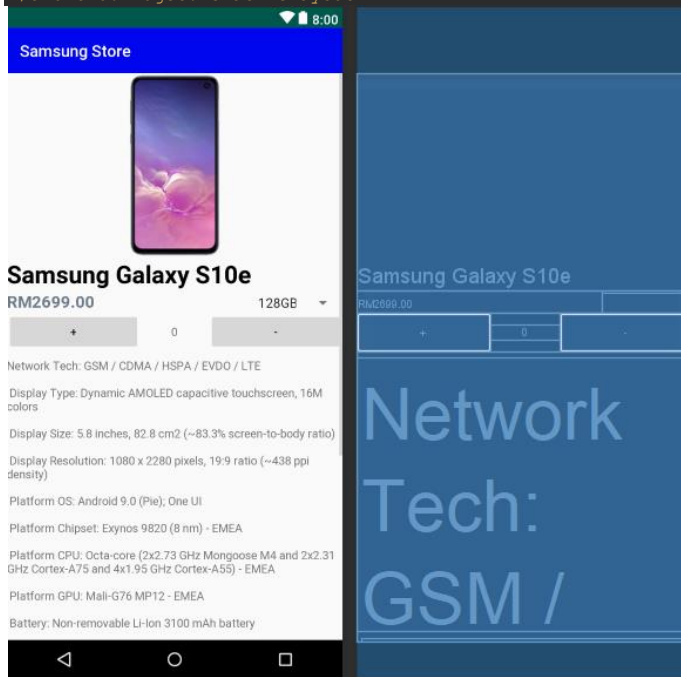 8:00
Samsung Store
Samsung Galaxy S10e
RM2699.00
128GB
+ 0 -
Network Tech: GSM / CDMA / HSPA / EVDO / LTE
Display Type: Dynamic AMOLED capacitive touchscreen, 16M
colors
Display Size: 5.8 inches, 82.8 cm2 (~83.3% screen-to-body ratio)
Display Resolution: 1080 x 2280 pixels, 19:9 ratio (~438 ppi
density)
Platform OS: Android 9.0 (Pie); One UI
Platform Chipset: Exynos 9820 (8 nm) - EMEA
Platform CPU: Octa-core (2x2.73 GHz Mongoose M4 and 2x2.31
GHz Cortex-A75 and 4x1.95 GHz Cortex-A55) - EMEA
Platform GPU: Mali-G76 MP12 - EMEA
Battery: Non-removable Li-Ion 3100 mAh battery
Samsung Galaxy S10e
RM2699.00
+ 0 -
Network
Tech:
GSM /